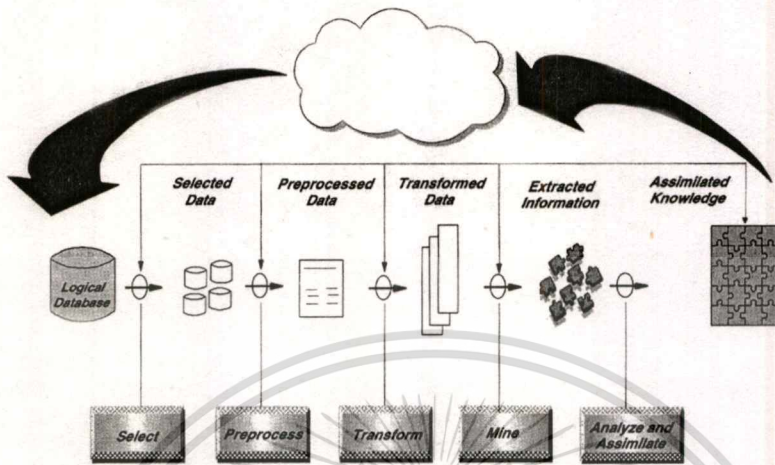 Selected
Data
Preprocessed
Data
Transformed
Data
Extracted
Information
Assimilated
Knowledge
Logical
Database
Select
Preprocess
Transform
Mine
Analyze and
Assimilate